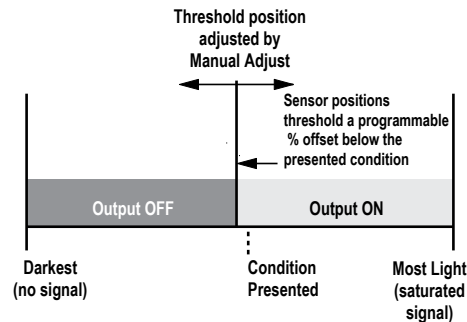 Threshold position
adjusted by
Manual Adjust
Sensor positions
threshold a programmable
% offset below the
presented condition
Output OFF
Output ON
Darkest
(no signal)
Condition
Presented
Most Light
(saturated
signal)